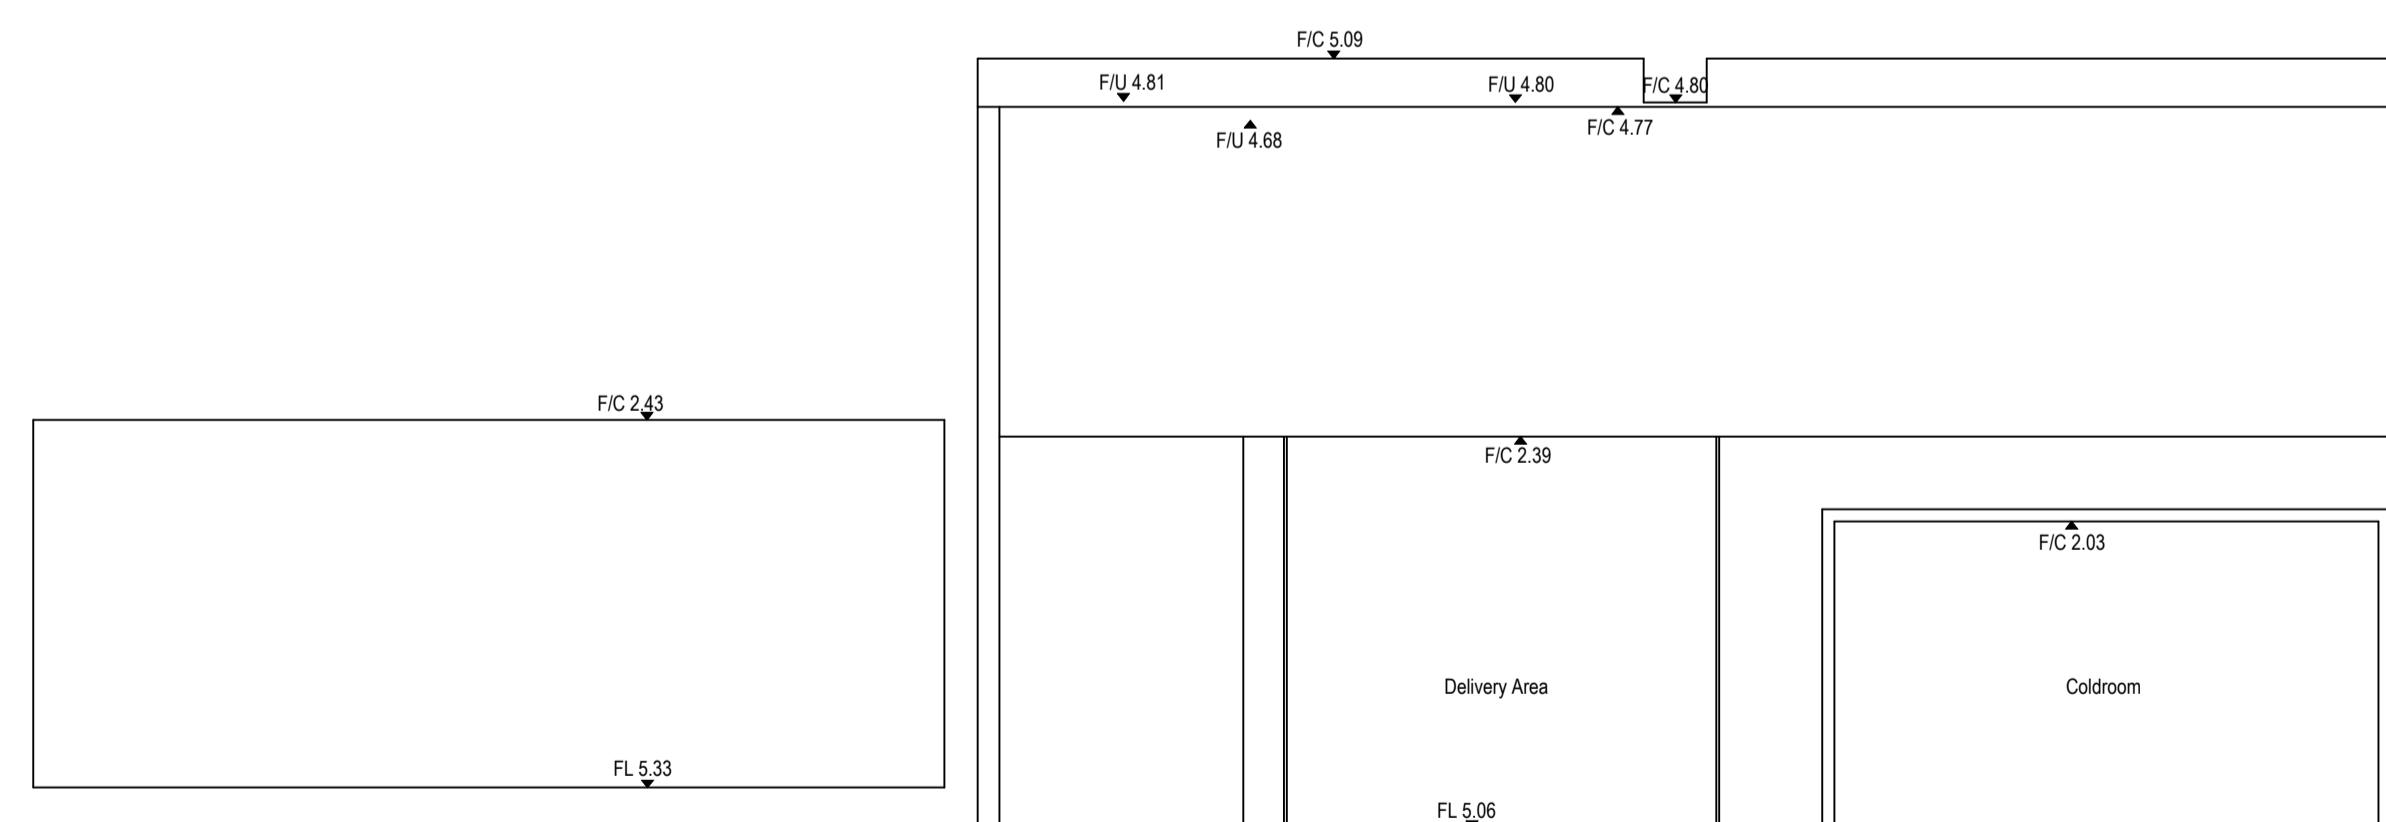 F/C 5.09
F/U 4.81
F/U 4.80
F/C 4.80
F/U 4.68
F/C 4.77
F/C 2.43
F/C 2.39
F/C 2.03
Delivery Area
Coldroom
FL 5.33
FL 5.06